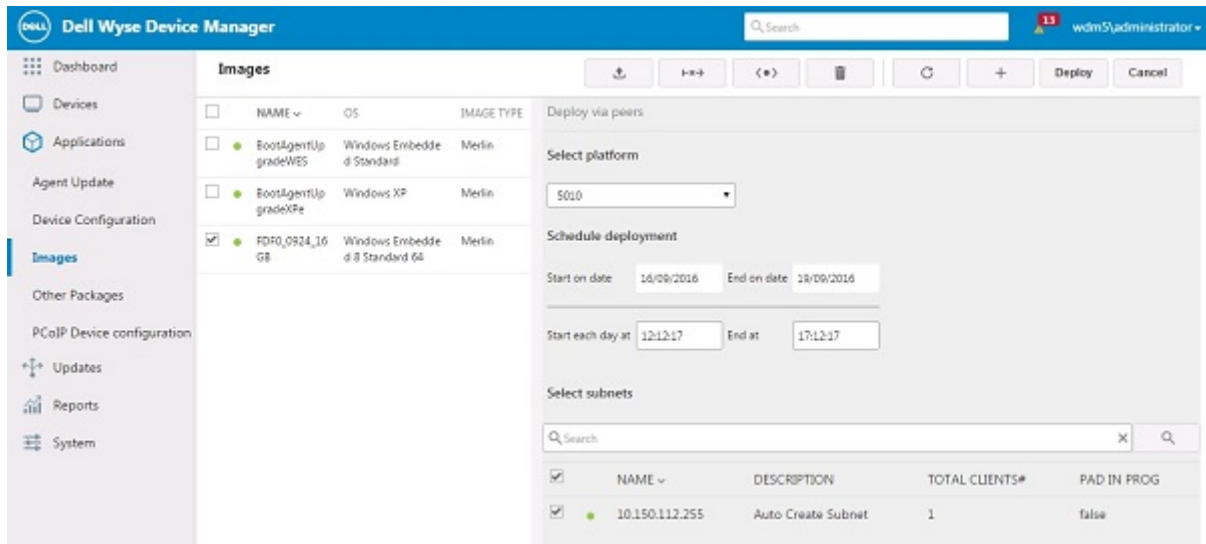 DELL
Dell Wyse Device Manager
Search
13
wdm5\administrator
Dashboard
Devices
Applications
Agent Update
Device Configuration
Images
Other Packages
PCoIP Device configuration
Updates
Reports
System
Images
Deploy
Cancel
NAME
OS
IMAGE TYPE
BootAgentUp
gradeWES
Windows Embedde
d Standard
Merlin
BootAgentUp
gradeXPe
Windows XP
Merlin
FDF0_0924_16
GB
Windows Embedde
d 8 Standard 64
Merlin
Deploy via peers
Select platform
5010
Schedule deployment
Start on date
16/09/2016
End on date
19/09/2016
Start each day at
12:12:17
End at
17:12:17
Select subnets
Search
NAME
DESCRIPTION
TOTAL CLIENTS#
PAD IN PROG
10.150.112.255
Auto Create Subnet
1
false